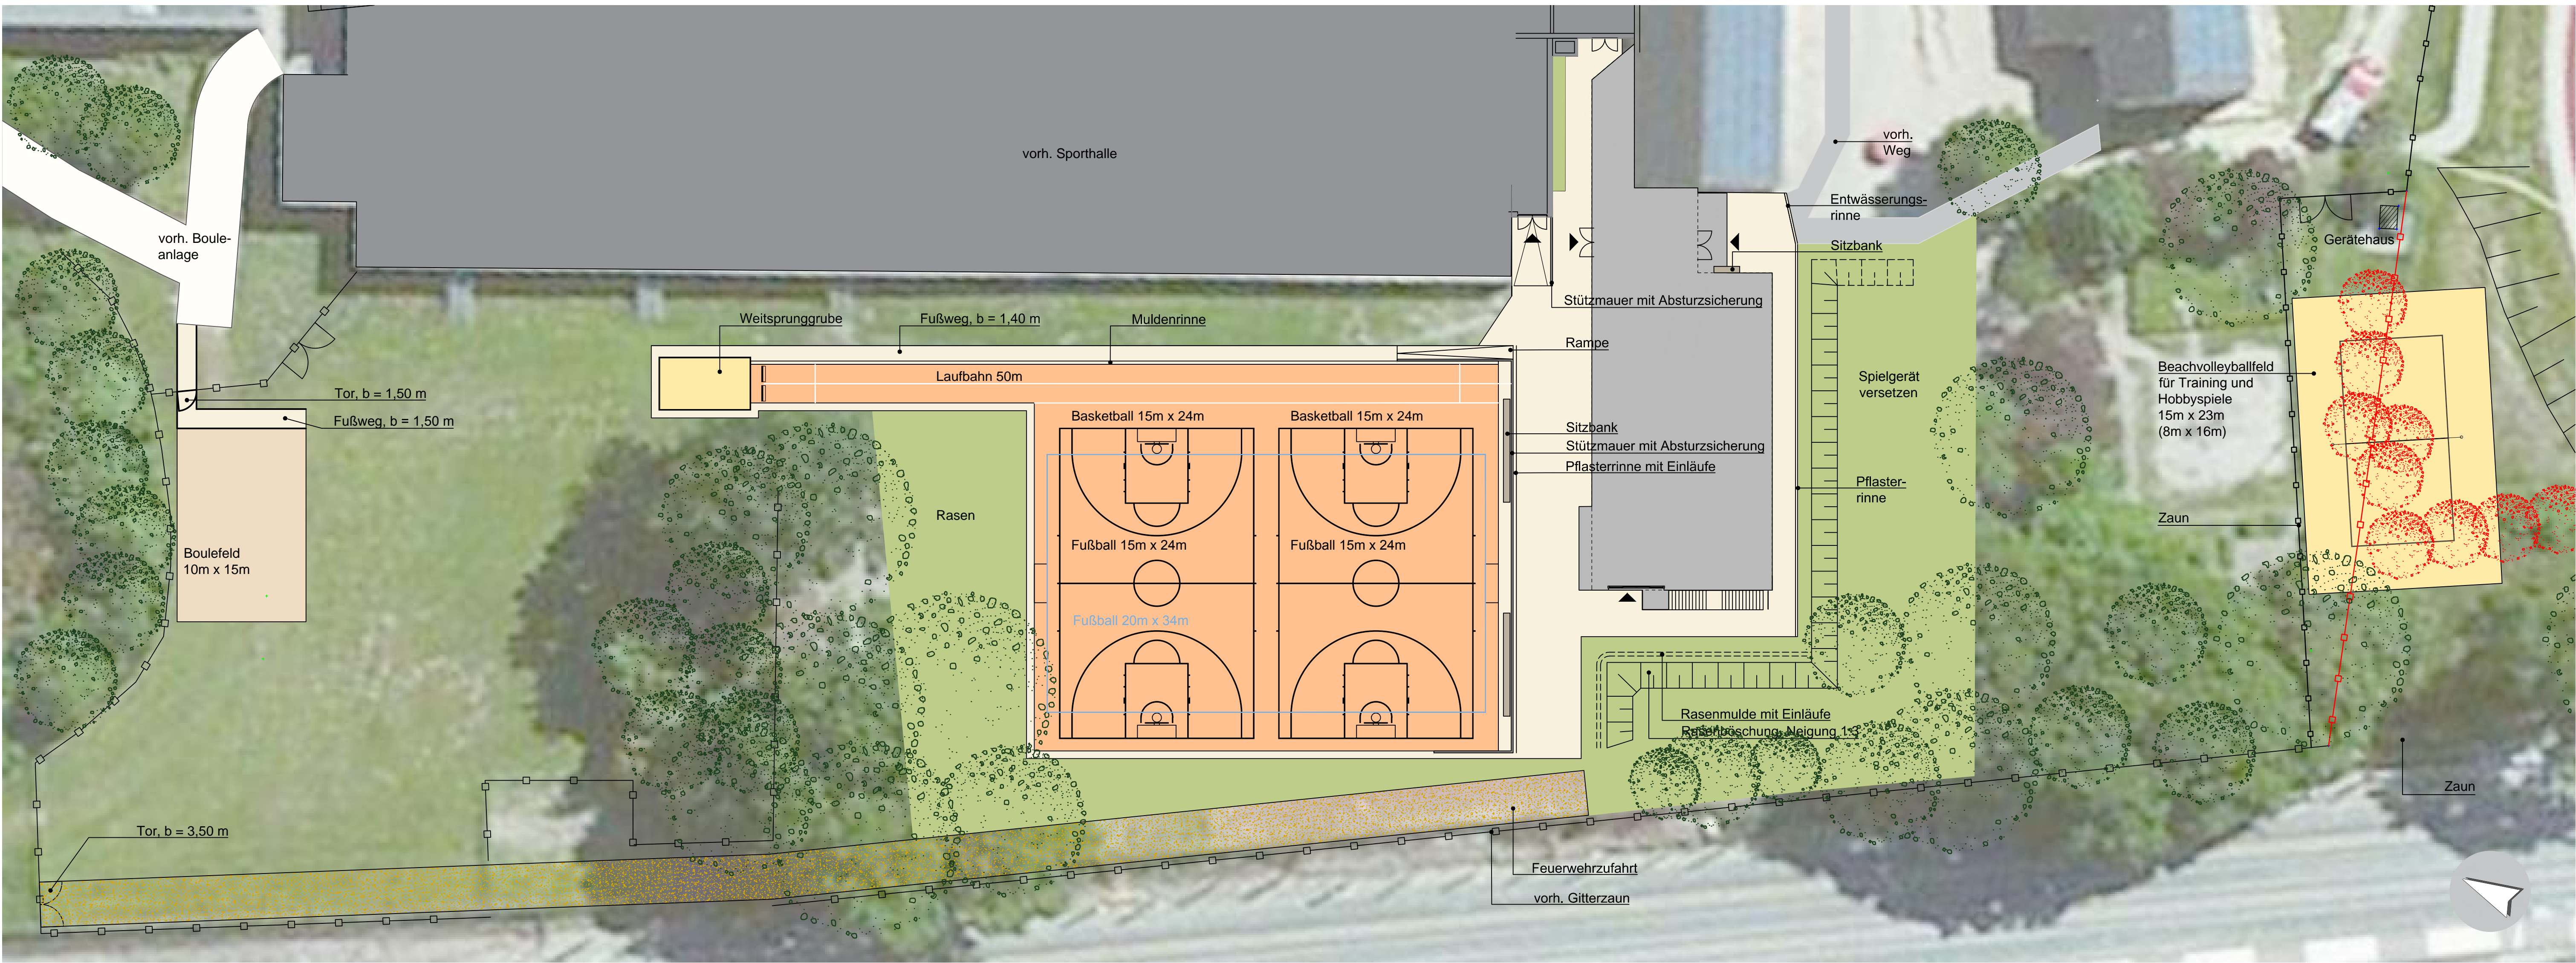 vorh. Sporthalle
vorh.
Weg
Entwässerungs-
rinne
Sitzbank
Gerätehaus
vorh. Boule-
anlage
Stützmauer mit Absturzsicherung
Weitsprunggrube
Fußweg, b = 1,40 m
Muldenrinne
Rampe
Laufbahn 50m
Spielgerät
versetzen
Beachvolleyballfeld
für Training und
Hobbyspiele
15m x 23m
(8m x 16m)
Tor, b = 1,50 m
Fußweg, b = 1,50 m
Basketball 15m x 24m
Basketball 15m x 24m
Sitzbank
Stützmauer mit Absturzsicherung
Pflasterrinne mit Einläufe
Pflaster-
rinne
Rasen
Zaun
Fußball 15m x 24m
Fußball 15m x 24m
Boulefeld
10m x 15m
Fußball 20m x 34m
Rasenmulde mit Einläufe
Rasenböschung, Neigung 1:3
Zaun
Tor, b = 3,50 m
Feuerwehrzufahrt
vorh. Gitterzaun